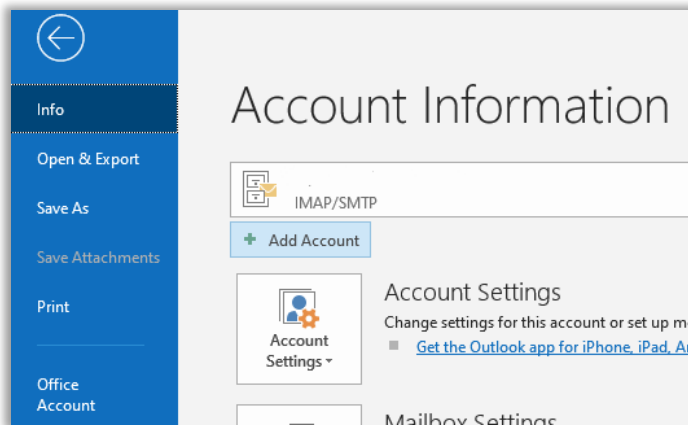 Account Information
Info
Open & Export
IMAP/SMTP
Save As
Add Account
Save Attachments
Account Settings
Print
Change settings for this account or set up
Get the Outlook app for iPhone, iPad,
Account
Settings
Office
Account
Mailbox Settings